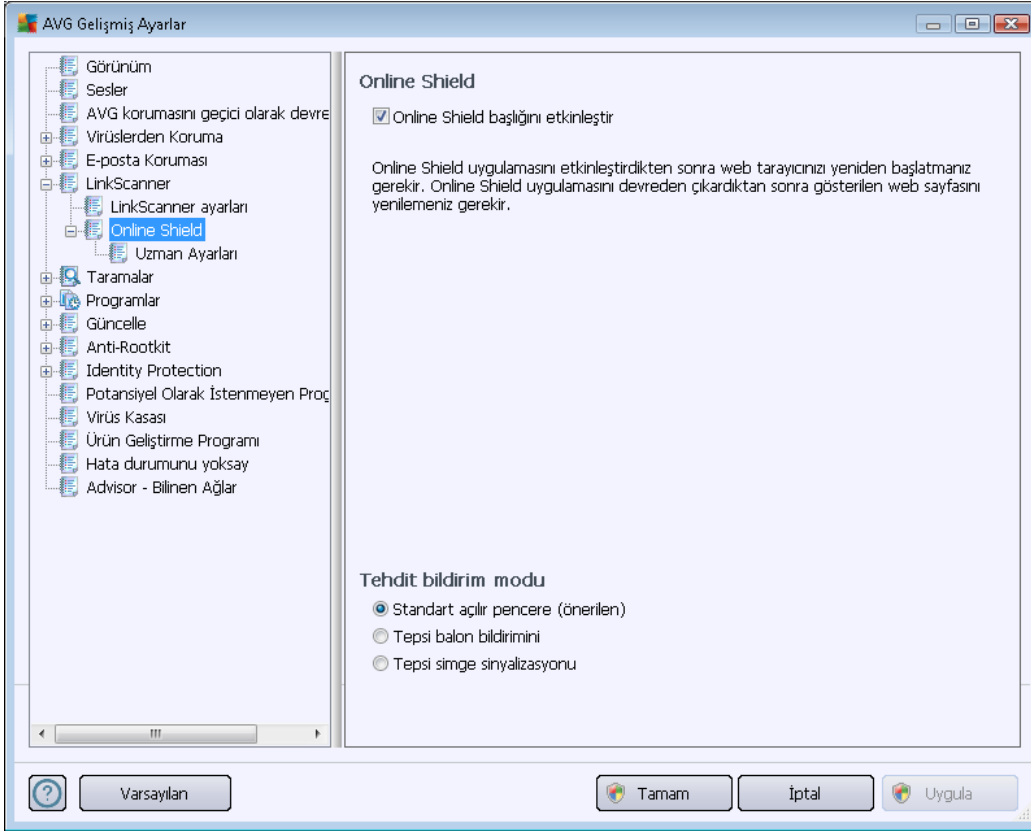 AVG Gelişmiş Ayarlar
Görünüm
Sesler
AVG korumasını geçici olarak devre
Virüslerden Koruma
E-posta Koruması
LinkScanner
LinkScanner ayarları
Online Shield
Uzman Ayarları
Taramalar
Programlar
Güncelle
Anti-Rootkit
Identity Protection
Potansiyel Olarak İstenmeyen Prog
Virüs Kasası
Ürün Geliştirme Programı
Hata durumunu yoksay
Advisor - Bilinen Ağlar
Online Shield
Online Shield başlığını etkinleştir
Online Shield uygulamasını etkinleştirdikten sonra web tarayıcınızı yeniden başlatmanız
gerekir. Online Shield uygulamasını devreden çıkardıktan sonra gösterilen web sayfasını
yenilemeniz gerekir.
Tehdit bildirim modu
Standart açılır pencere (önerilen)
Tepsi balon bildirimini
Tepsi simge sinyalizasyonu
Varsayılan
Tamam
İptal
Uygula